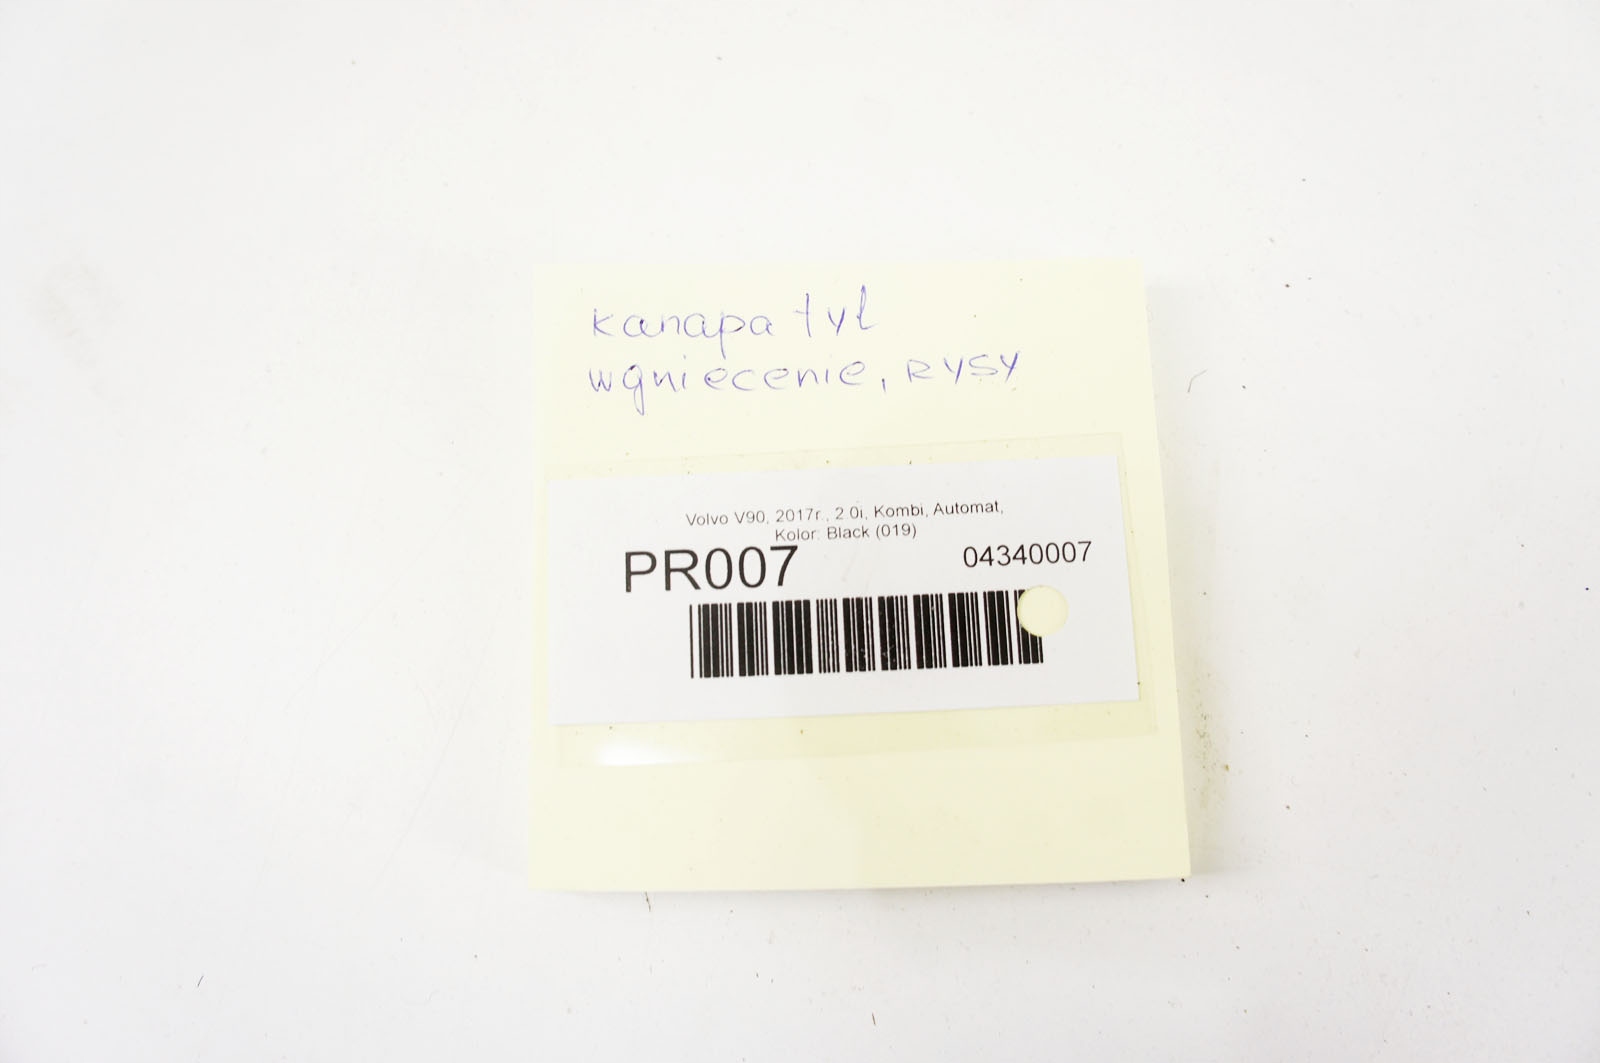 kanapa tył
wgniecenie, RYSY
Volvo V90, 2017r., 2.0i, Kombi, Automat,
Kolor: Black (019)
PR007
04340007